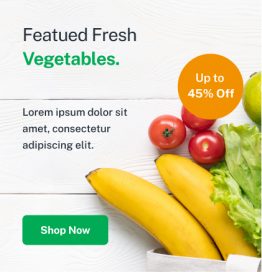 Featued Fresh
Vegetables.
Up to
45% Off
Lorem ipsum dolor sit
amet, consectetur
adipiscing elit.
Shop Now